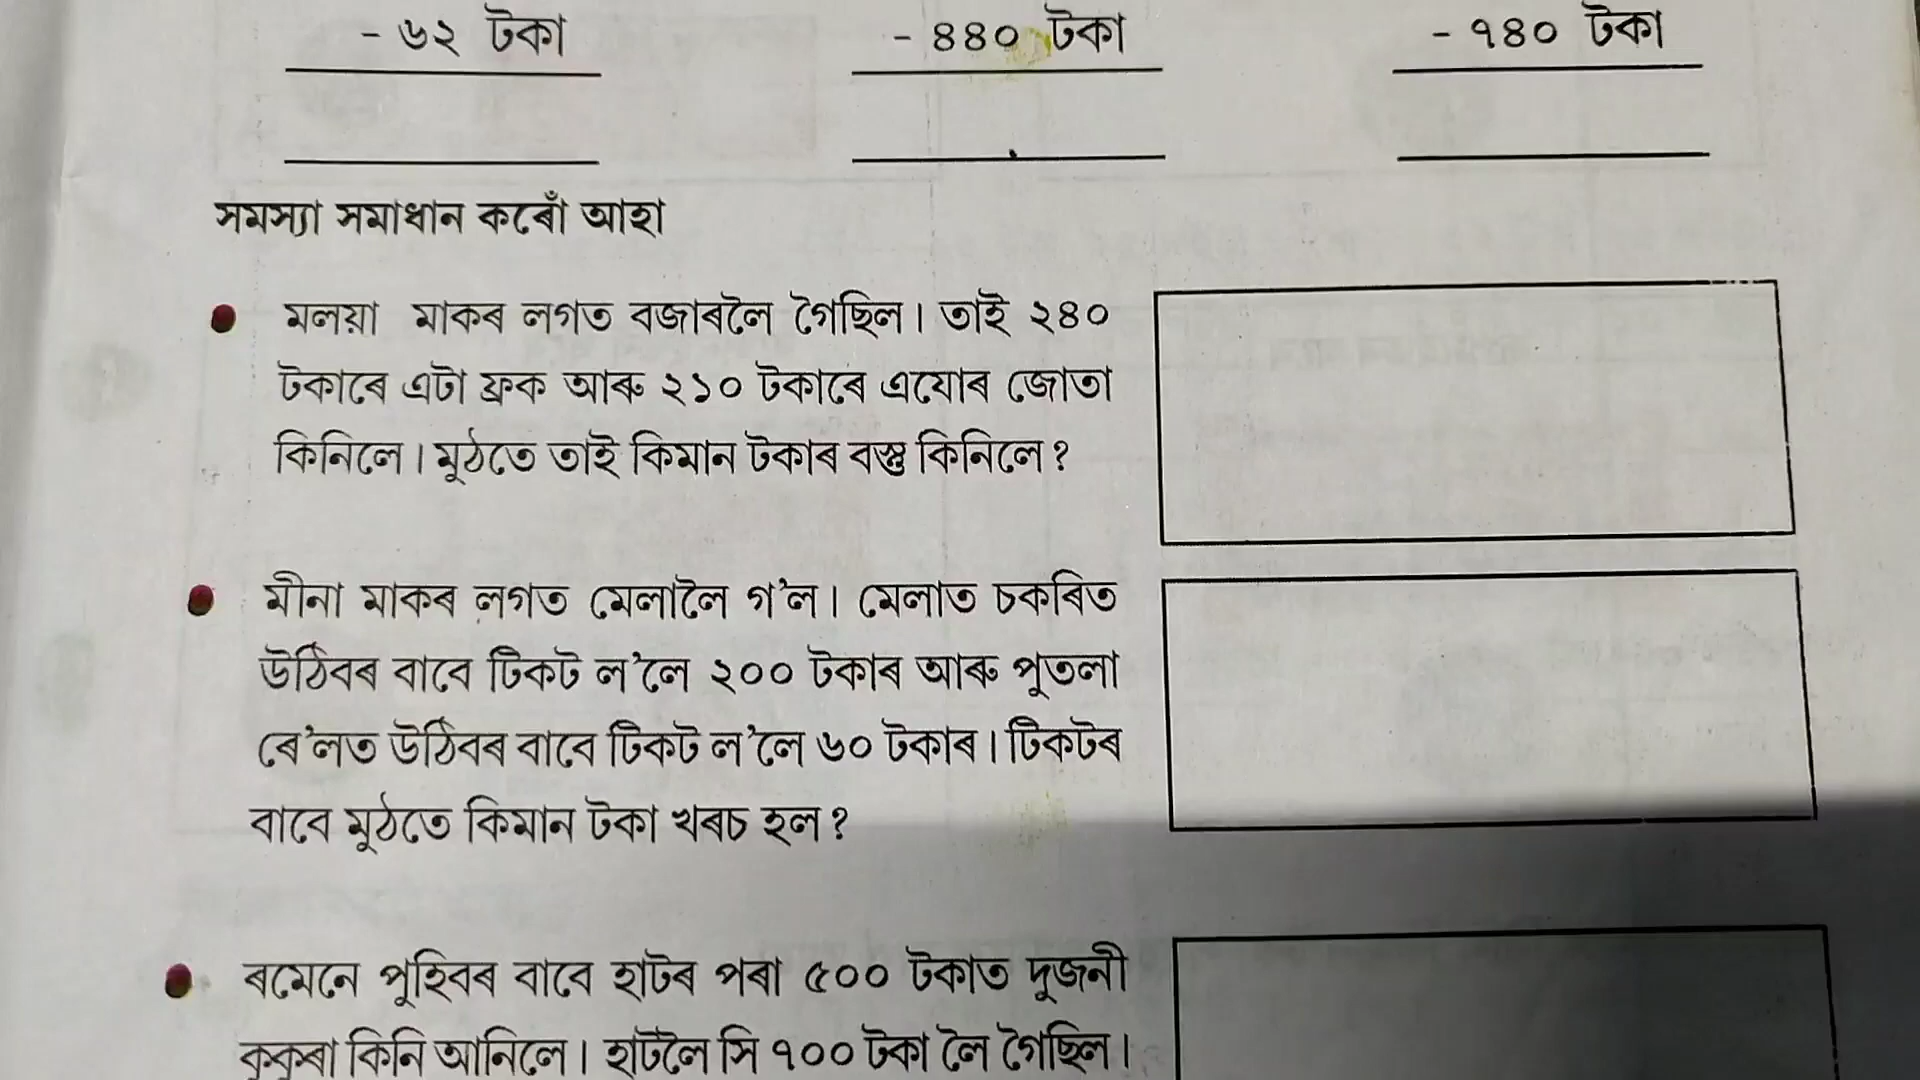 - ৬২ টকা - ৪৪০ টকা - ৭৪০ টকা
সমস্যা সমাধান কৰোঁ আহা
মলয়া মাকৰ লগত বজাৰলৈ গৈছিল। তাই ২৪০
টকাৰে এটা ফ্ৰক আৰু ২১০ টকাৰে এযোৰ জোতা
কিনিলে। মুঠতে তাই কিমান টকাৰ বস্তু কিনিলে?
মীনা মাকৰ লগত মেলালৈ গ'ল। মেলাত চকৰিত
উঠিবৰ বাবে টিকট ল'লে ২০০ টকাৰ আৰু পুতলা
ৰে'লত উঠিবৰ বাবে টিকট ল'লে ৬০ টকাৰ। টিকটৰ
বাবে মুঠতে কিমান টকা খৰচ হল?
ৰমেনে পুহিবৰ বাবে হাটৰ পৰা ৫০০ টকাত দুজনী
কুকুৰা কিনি আনিলে। হাটলৈ সি ৭০০ টকা লৈ গৈছিল।